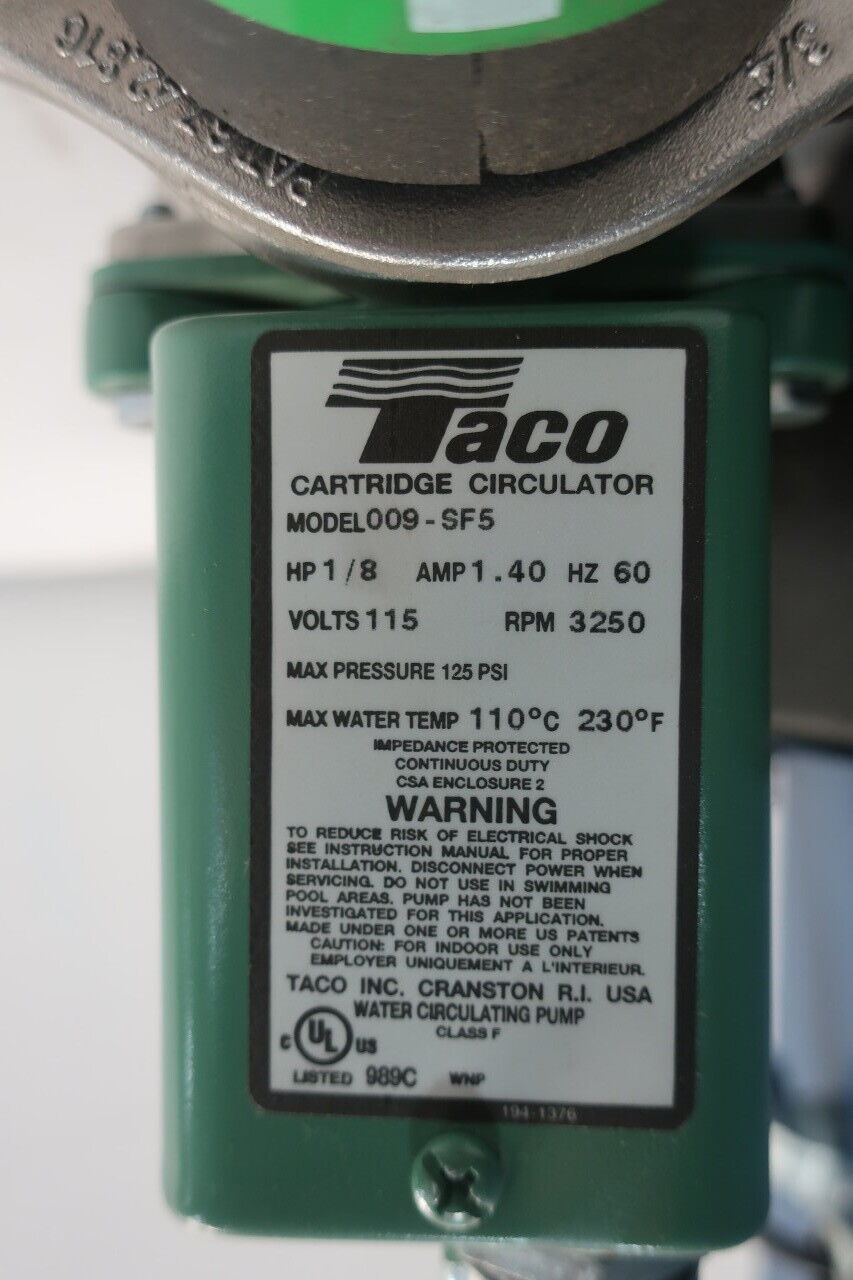 3/4
Taco
CARTRIDGE CIRCULATOR
MODEL 009-SF5
HP 1/8 AMP 1.40 HZ 60
VOLTS 115 RPM 3250
MAX PRESSURE 125 PSI
MAX WATER TEMP 110°C 230°F
IMPEDANCE PROTECTED
CONTINUOUS DUTY
CSA ENCLOSURE 2
WARNING
TO REDUCE RISK OF ELECTRICAL SHOCK
SEE INSTRUCTION MANUAL FOR PROPER
INSTALLATION. DISCONNECT POWER WHEN
SERVICING. DO NOT USE IN SWIMMING
POOL AREAS. PUMP HAS NOT BEEN
INVESTIGATED FOR THIS APPLICATION.
MADE UNDER ONE OR MORE US PATENTS
CAUTION: FOR INDOOR USE ONLY
EMPLOYER UNIQUEMENT A L'INTERIEUR.
TACO INC. CRANSTON R.I. USA
WATER CIRCULATING PUMP
CLASS F
C UL US
LISTED 989C WNP
194-1376